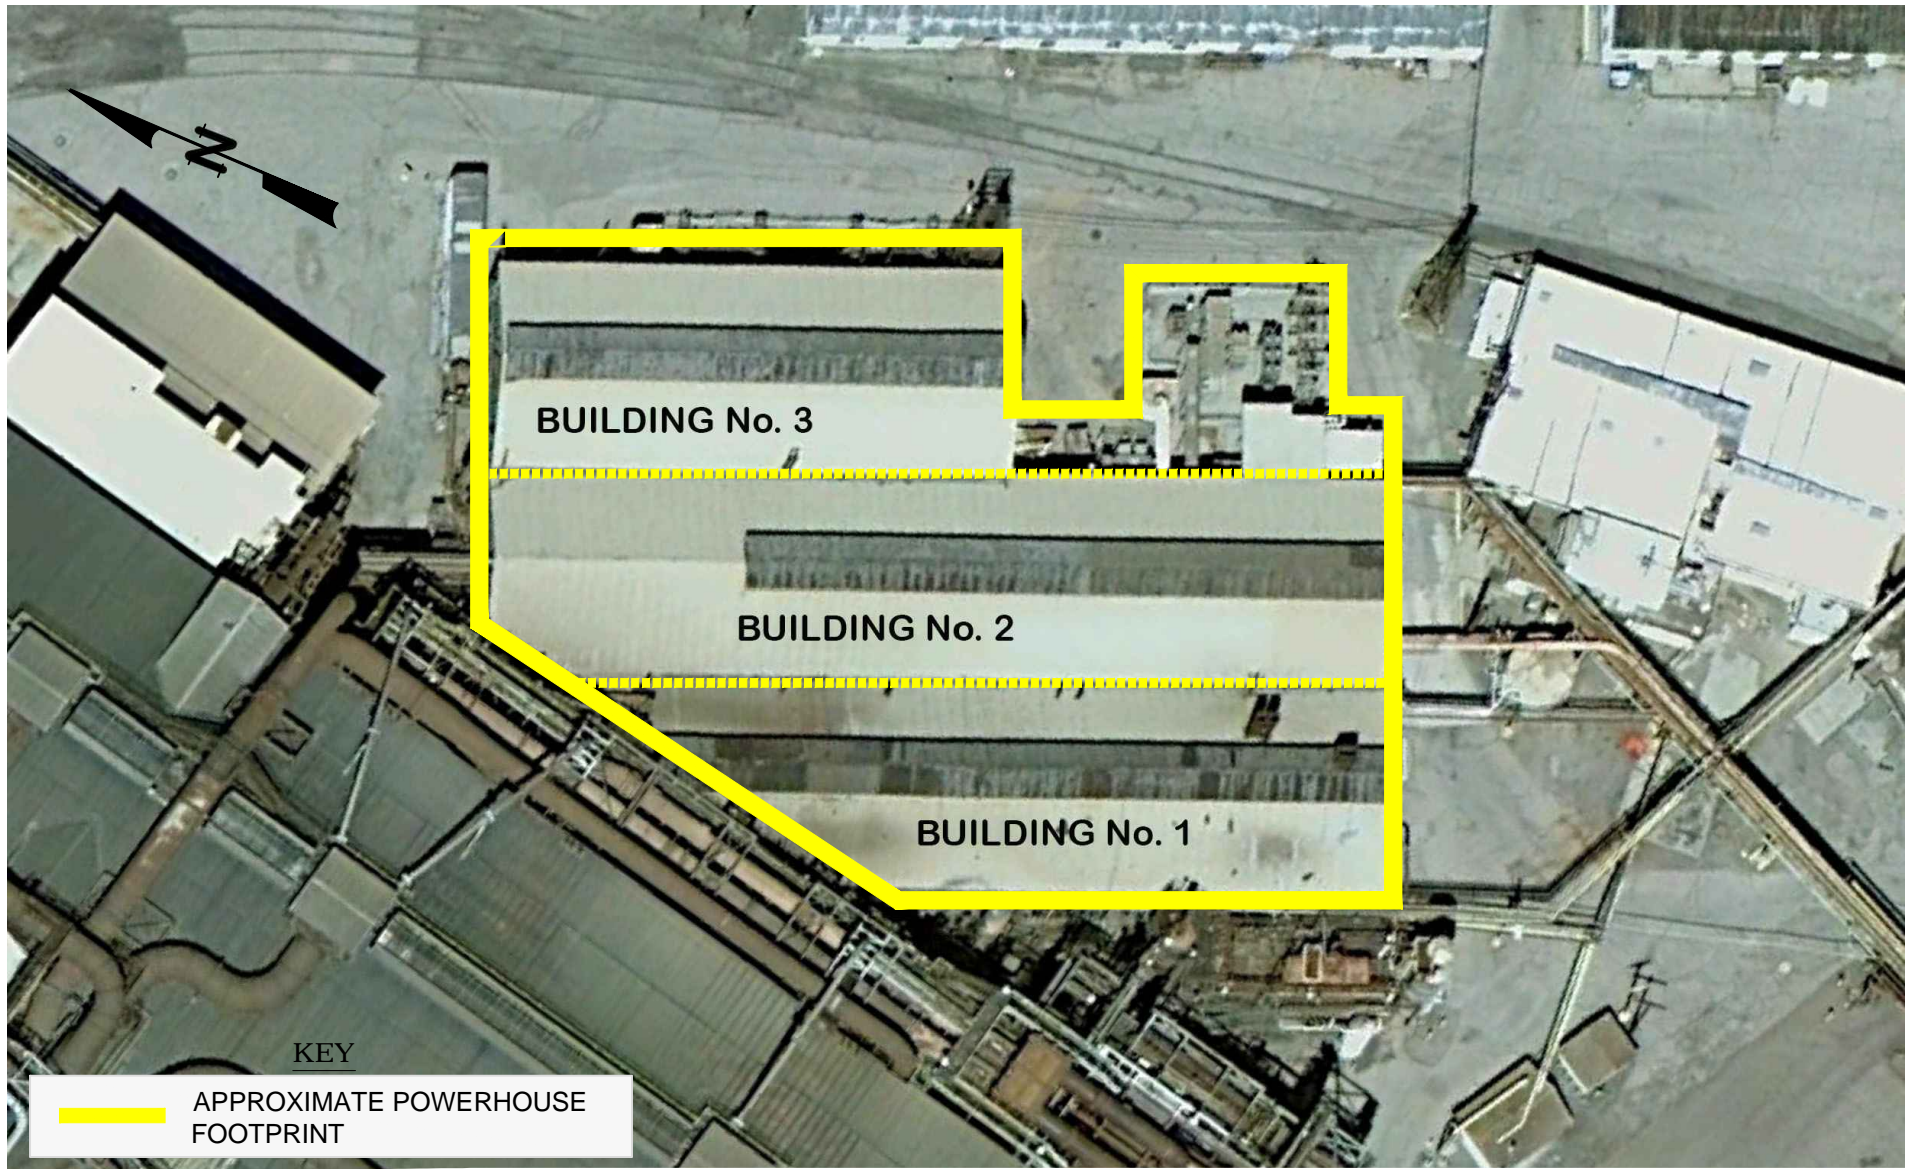 N
BUILDING No. 3
BUILDING No. 2
BUILDING No. 1
KEY
APPROXIMATE POWERHOUSE
FOOTPRINT